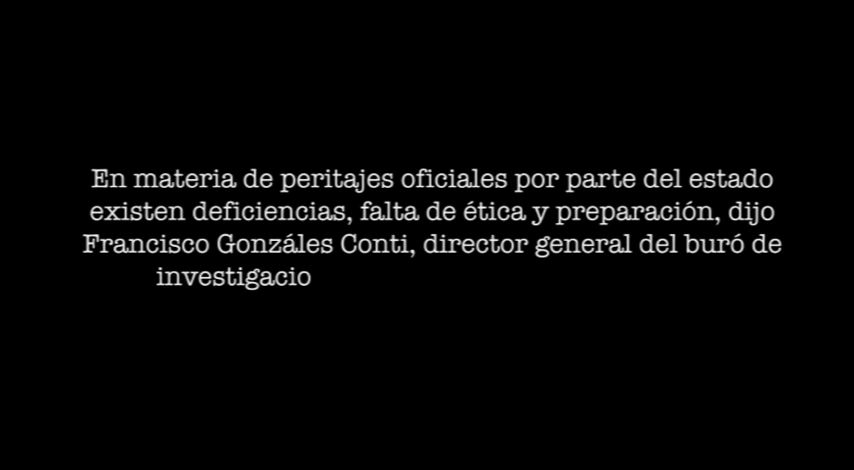 En materia de peritajes oficiales por parte del estado
existen deficiencias, falta de ética y preparación, dijo
Francisco Gonzáles Conti, director general del buró de
investigacio